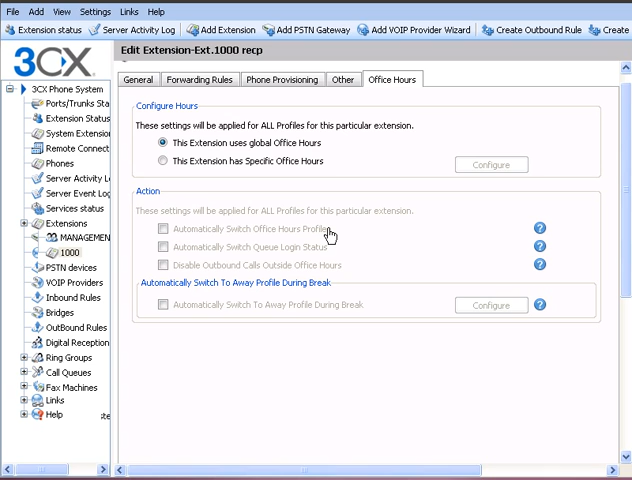 File Add View Settings Links Help
Extension status Server Activity Log Add Extension Add PSTN Gateway Add VOIP Provider Wizard Create Outbound Rule Create
3CX
Edit Extension-Ext.1000 recp
General Forwarding Rules Phone Provisioning Other Office Hours
3CX Phone System
Ports/Trunks Sta
Extension Status
System Extensio
Remote Connect
Phones
Server Activity L
Server Event Log
Services status
Extensions
MANAGEMEN
1000
PSTN devices
VOIP Providers
Inbound Rules
Bridges
OutBound Rules
Digital Reception
Ring Groups
Call Queues
Fax Machines
Links
Help
Configure Hours
These settings will be applied for ALL Profiles for this particular extension.
This Extension uses global Office Hours
This Extension has Specific Office Hours
Configure
Action
These settings will be applied for ALL Profiles for this particular extension.
Automatically Switch Office Hours Profile
Automatically Switch Queue Login Status
Disable Outbound Calls Outside Office Hours
Automatically Switch To Away Profile During Break
Automatically Switch To Away Profile During Break
Configure